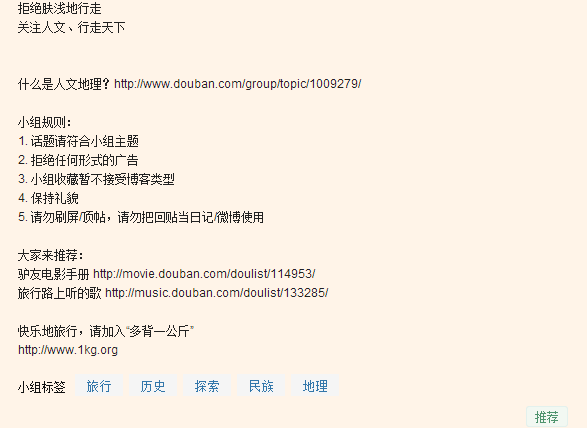 拒绝肤浅地行走
关注人文、行走天下
什么是人文地理? http://www.douban.com/group/topic/1009279/
小组规则:
1. 话题请符合小组主题
2. 拒绝任何形式的广告
3. 小组收藏暂不接受博客类型
4. 保持礼貌
5. 请勿刷屏/顶帖，请勿把回贴当日记/微博使用
大家来推荐:
驴友电影手册 http://movie.douban.com/doulist/114953/
旅行路上听的歌 http://music.douban.com/doulist/133285/
快乐地旅行，请加入“多背一公斤”
http://www.1kg.org
小组标签 旅行 历史 探索 民族 地理
推荐